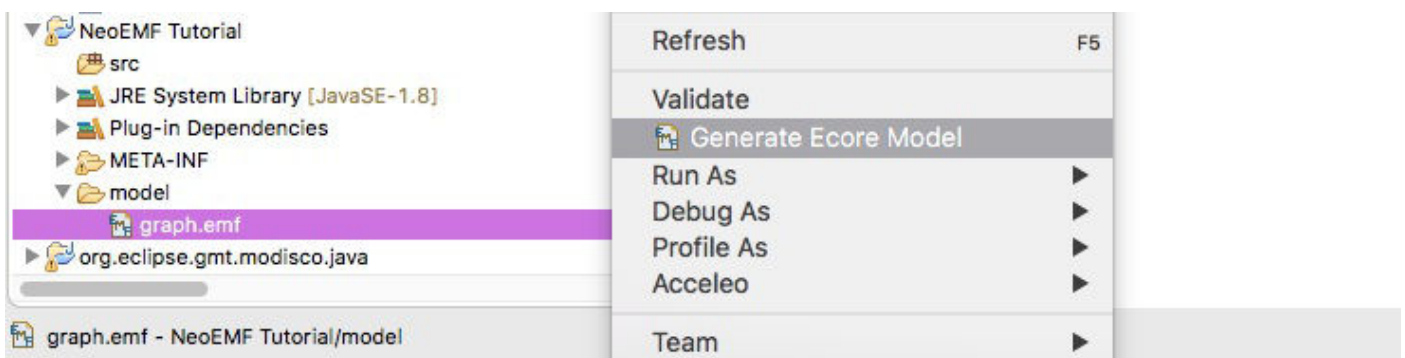 NeoEMF Tutorial
src
JRE System Library [JavaSE-1.8]
Plug-in Dependencies
META-INF
model
graph.emf
org.eclipse.gmt.modisco.java
graph.emf - NeoEMF Tutorial/model
Refresh F5
Validate
Generate Ecore Model
Run As
Debug As
Profile As
Acceleo
Team